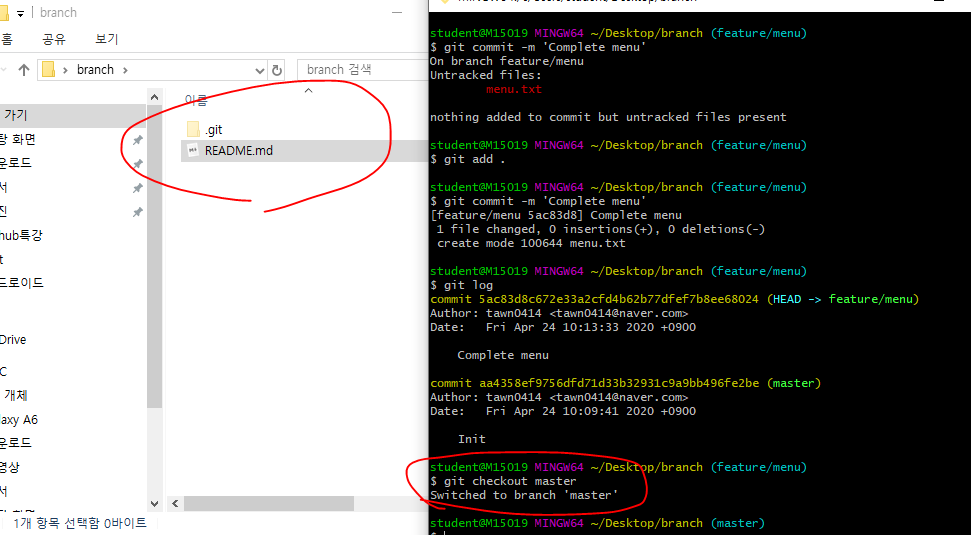 branch
홈 공유 보기
branch
branch 검색
이름
가기
탕 화면
운로드
서
진
hub특강
t
드로이드
Drive
C
개체
laxy A6
운로드
영상
.git
README.md
1개 항목 선택함 0바이트
student@M15019 MINGW64 ~/Desktop/branch (feature/menu)
$ git commit -m 'Complete menu'
On branch feature/menu
Untracked files:
menu.txt
nothing added to commit but untracked files present
student@M15019 MINGW64 ~/Desktop/branch (feature/menu)
$ git add .
student@M15019 MINGW64 ~/Desktop/branch (feature/menu)
$ git commit -m 'Complete menu'
[feature/menu 5ac83d8] Complete menu
1 file changed, 0 insertions(+), 0 deletions(-)
create mode 100644 menu.txt
student@M15019 MINGW64 ~/Desktop/branch (feature/menu)
$ git log
commit 5ac83d8c672e33a2cfd4b62b77dfef7b8ee68024 (HEAD -> feature/menu)
Author: tawn0414 <tawn0414@naver.com>
Date: Fri Apr 24 10:13:33 2020 +0900
Complete menu
commit aa4358ef9756dfd71d33b32931c9a9bb496fe2be (master)
Author: tawn0414 <tawn0414@naver.com>
Date: Fri Apr 24 10:09:41 2020 +0900
Init
student@M15019 MINGW64 ~/Desktop/branch (feature/menu)
$ git checkout master
Switched to branch 'master'
student@M15019 MINGW64 ~/Desktop/branch (master)
$